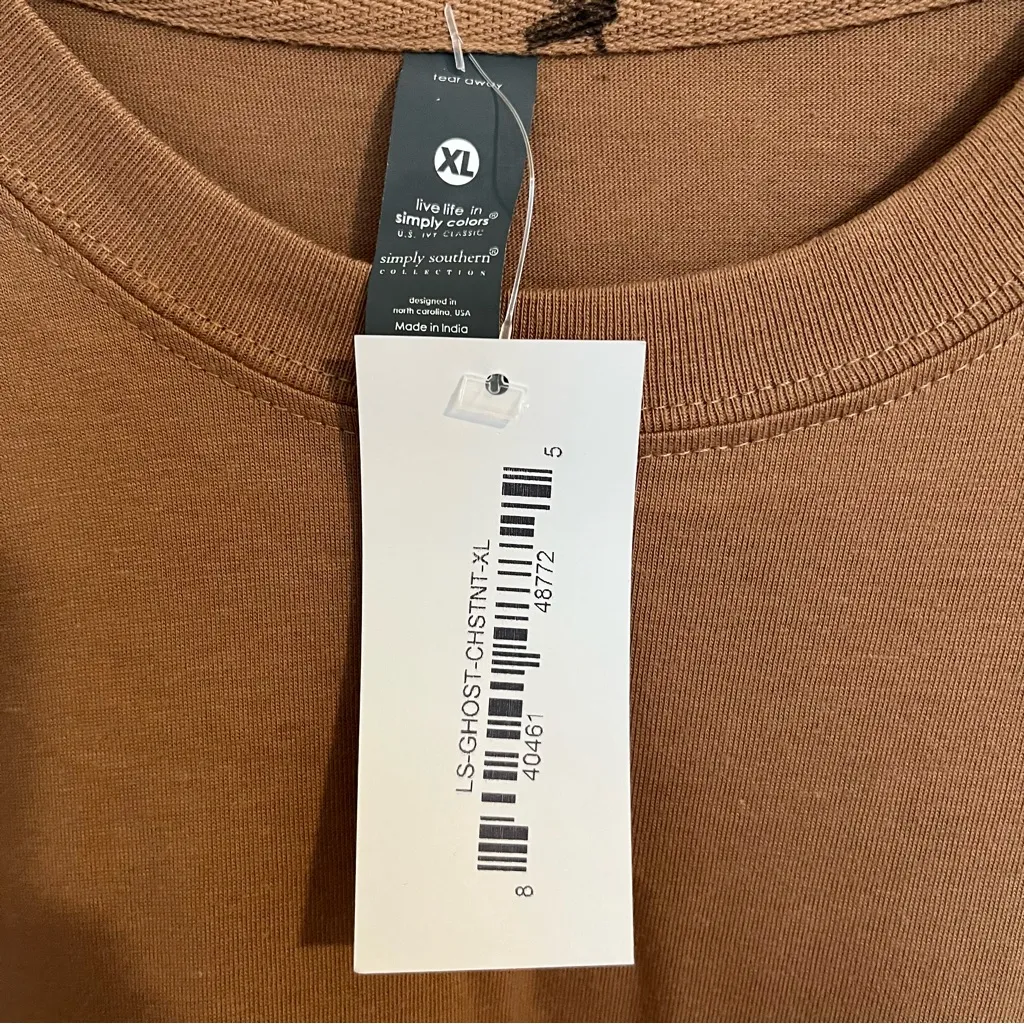 tear away
XL
live life in
simply colors®
U.S. IVY CLASSIC
simply southern®
COLLECTION
designed in
north carolina, USA
Made in India
LS-GHOST-CHSTNT-XL
8 40461 48772 5